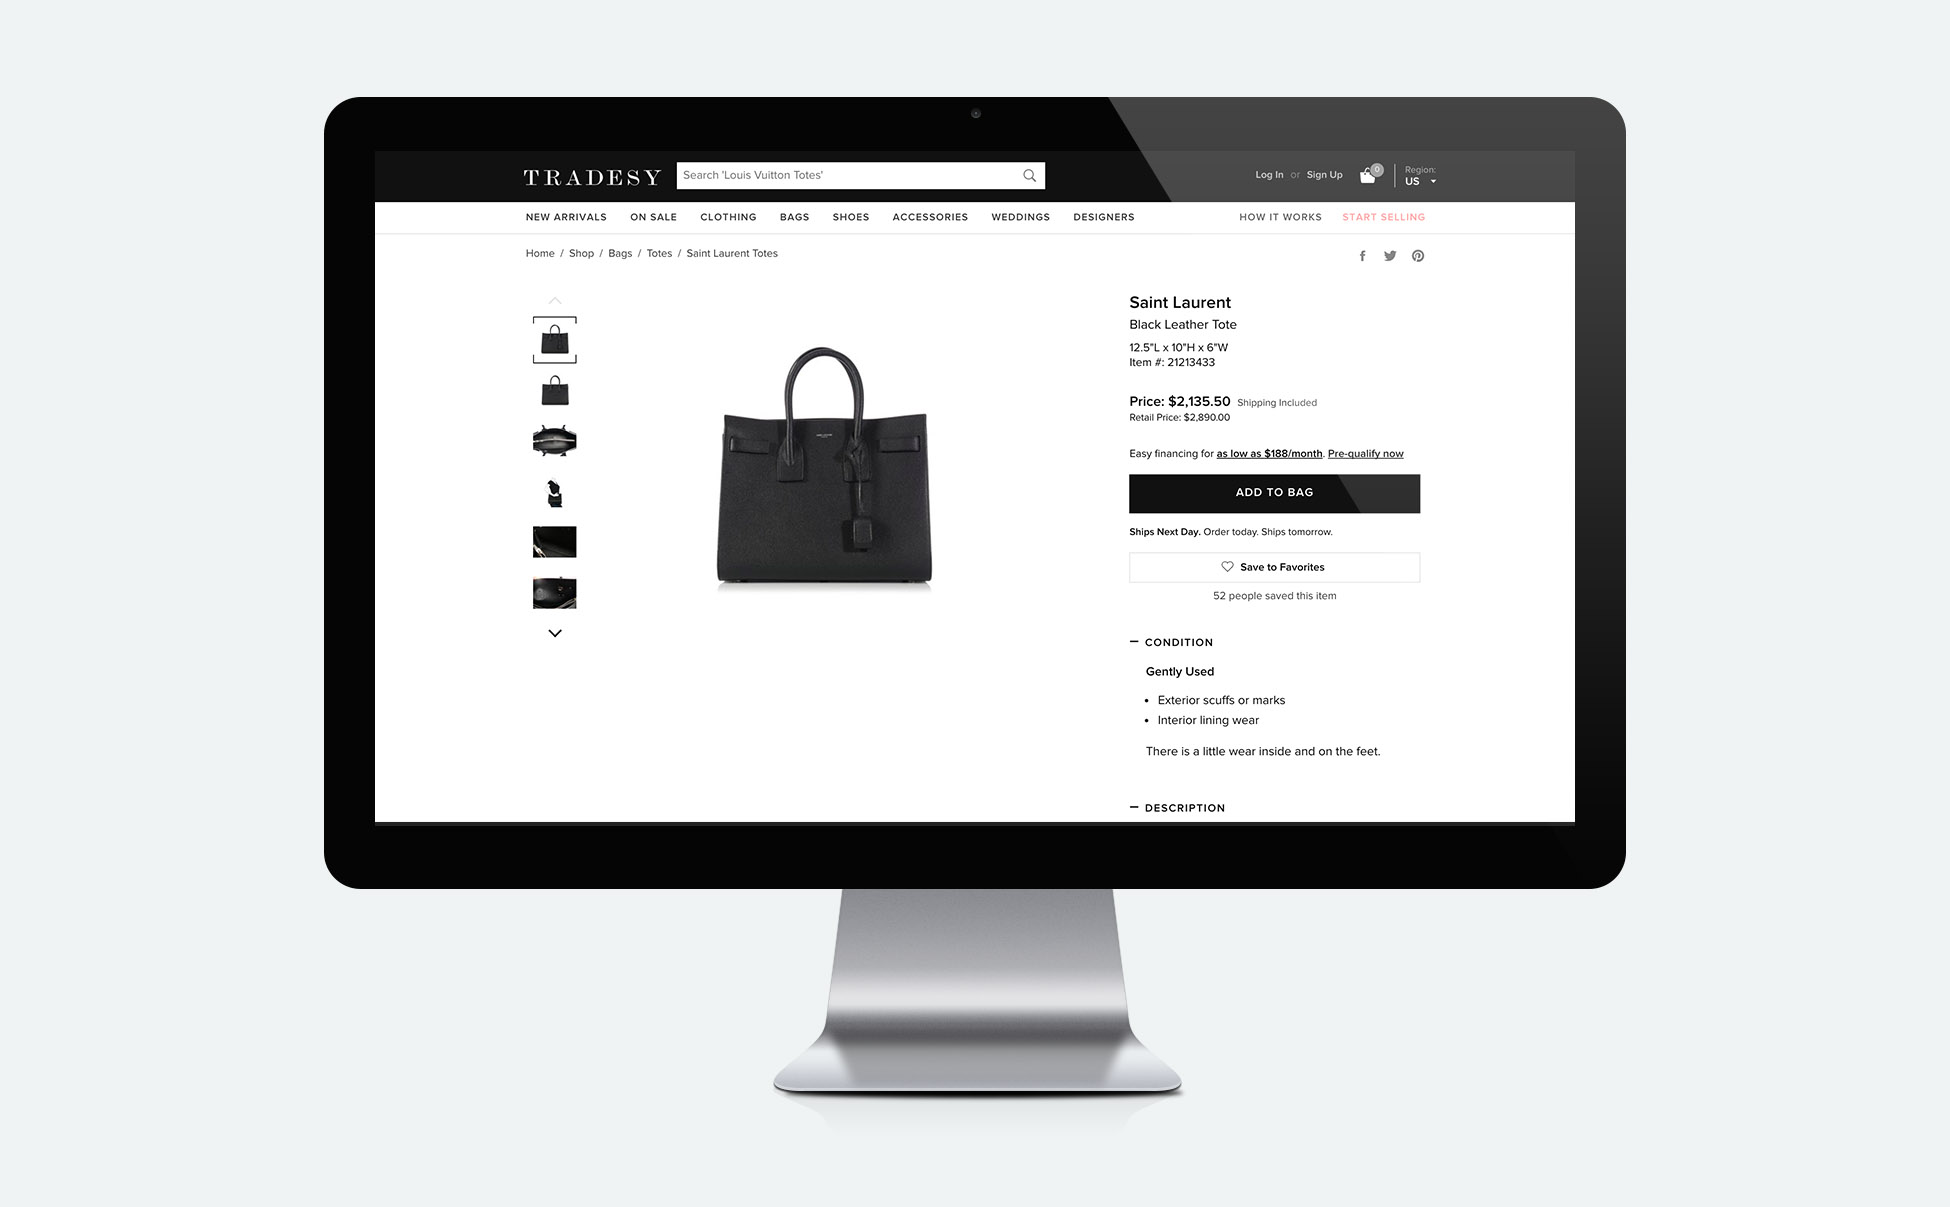 TRADESY
Search 'Louis Vuitton Totes'
Log In or Sign Up
0
Region:
US
NEW ARRIVALS ON SALE CLOTHING BAGS SHOES ACCESSORIES WEDDINGS DESIGNERS HOW IT WORKS START SELLING
Home / Shop / Bags / Totes / Saint Laurent Totes
Saint Laurent
Black Leather Tote
12.5"L x 10"H x 6"W
Item #: 21213433
Price: $2,135.50 Shipping Included
Retail Price: $2,890.00
Easy financing for as low as $188/month. Pre-qualify now
ADD TO BAG
Ships Next Day. Order today. Ships tomorrow.
Save to Favorites
52 people saved this item
CONDITION
Gently Used
• Exterior scuffs or marks
• Interior lining wear
There is a little wear inside and on the feet.
DESCRIPTION